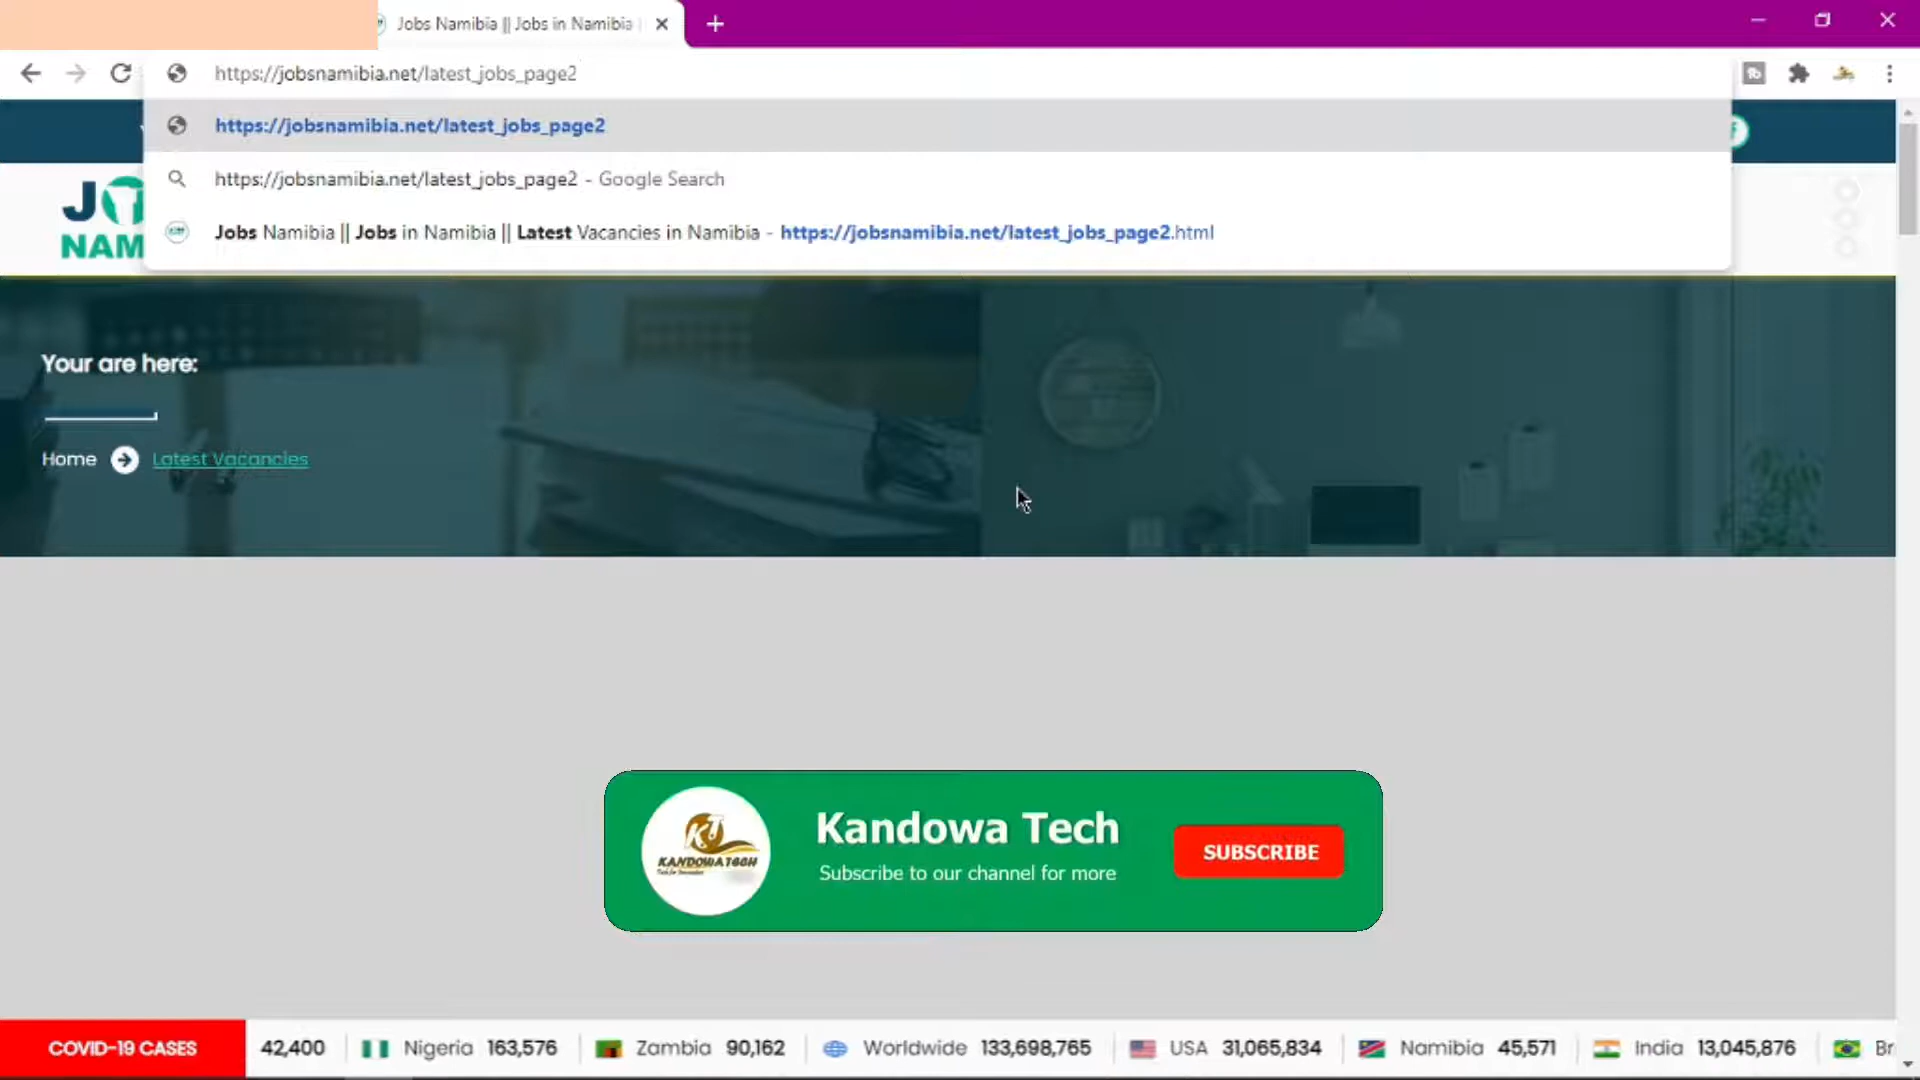 Jobs Namibia || Jobs in Namibia
https://jobsnamibia.net/latest_jobs_page2
https://jobsnamibia.net/latest_jobs_page2
https://jobsnamibia.net/latest_jobs_page2 - Google Search
Jobs Namibia || Jobs in Namibia || Latest Vacancies in Namibia - https://jobsnamibia.net/latest_jobs_page2.html
JO
NAM
Your are here:
Home Latest Vacancies
KT
KANDOWA TECH
Kandowa Tech
Subscribe to our channel for more
SUBSCRIBE
COVID-19 CASES 42,400 Nigeria 163,576 Zambia 90,162 Worldwide 133,698,765 USA 31,065,834 Namibia 45,571 India 13,045,876 Br